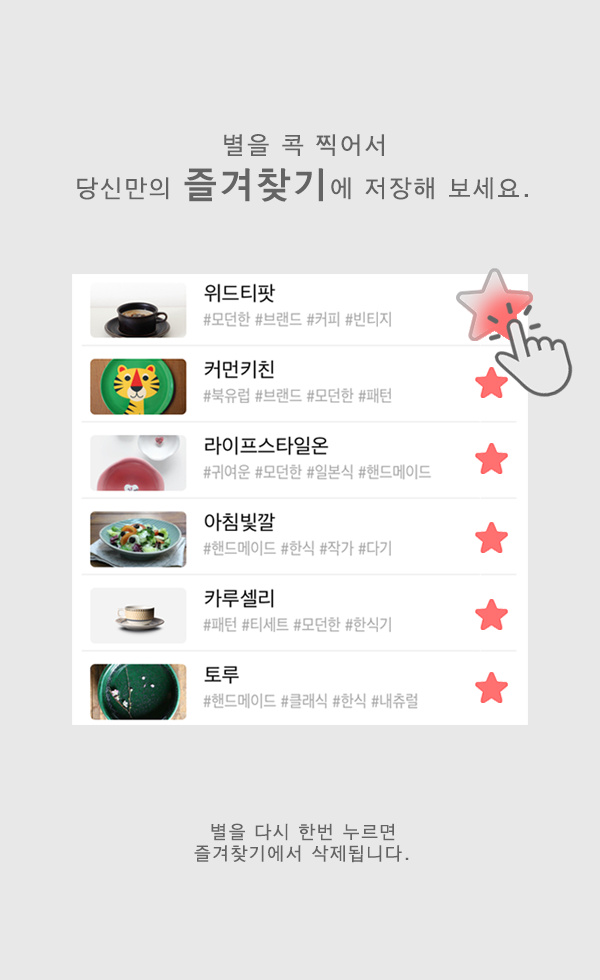 별을 콕 찍어서
당신만의 즐겨찾기에 저장해 보세요.
위드티팟
#모던한 #브랜드 #커피 #빈티지
커먼키친
#북유럽 #브랜드 #모던한 #패턴
라이프스타일온
#귀여운 #모던한 #일본식 #핸드메이드
아침빛깔
#핸드메이드 #한식 #작가 #다기
카루셀리
#패턴 #티세트 #모던한 #한식기
토루
#핸드메이드 #클래식 #한식 #내츄럴
별을 다시 한번 누르면
즐겨찾기에서 삭제됩니다.